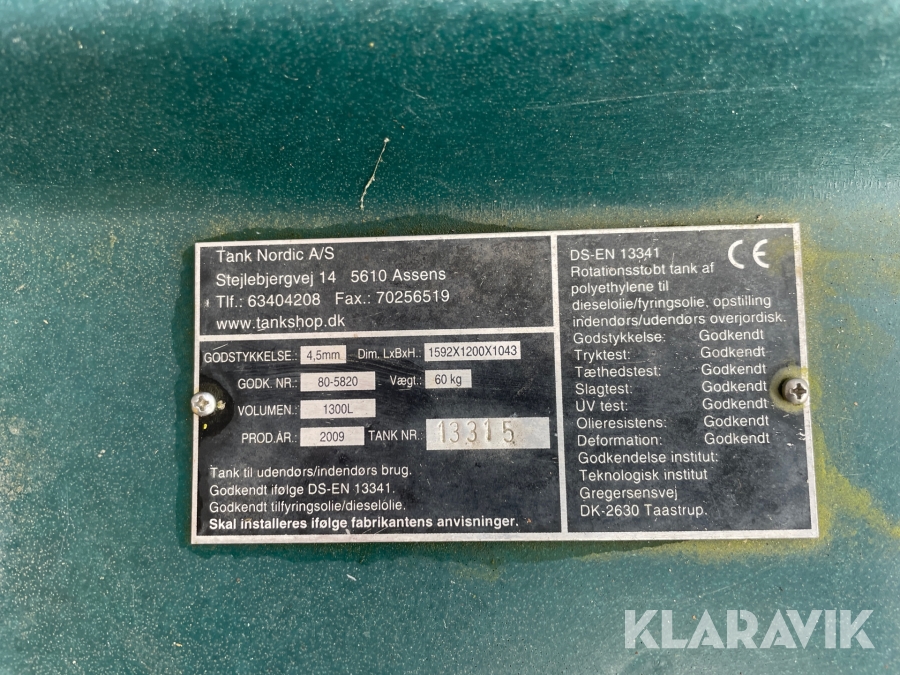 Tank Nordic A/S
Stejlebjergvej 14 5610 Assens
Tlf.: 63404208 Fax.: 70256519
www.tankshop.dk
GODSTYKKELSE.: 4,5mm Dim. LxBxH.: 1592X1200X1043
GODK. NR.: 80-5820 Vægt.: 60 kg
VOLUMEN.: 1300L
PROD.ÅR.: 2009 TANK NR.: 13315
Tank til udendørs/indendørs brug.
Godkendt ifølge DS-EN 13341.
Godkendt tilfyringsolie/dieselolie.
Skal installeres ifølge fabrikantens anvisninger.
DS-EN 13341 CE
Rotationsstøbt tank af
polyethylene til
dieselolie/fyringsolie, opstilling
indendørs/udendørs overjordisk.
Godstykkelse: Godkendt
Tryktest: Godkendt
Tæthedstest: Godkendt
Slagtest: Godkendt
UV test: Godkendt
Olieresistens: Godkendt
Deformation: Godkendt
Godkendelse institut:
Teknologisk institut
Gregersensvej
DK-2630 Taastrup.
KLARAVIK